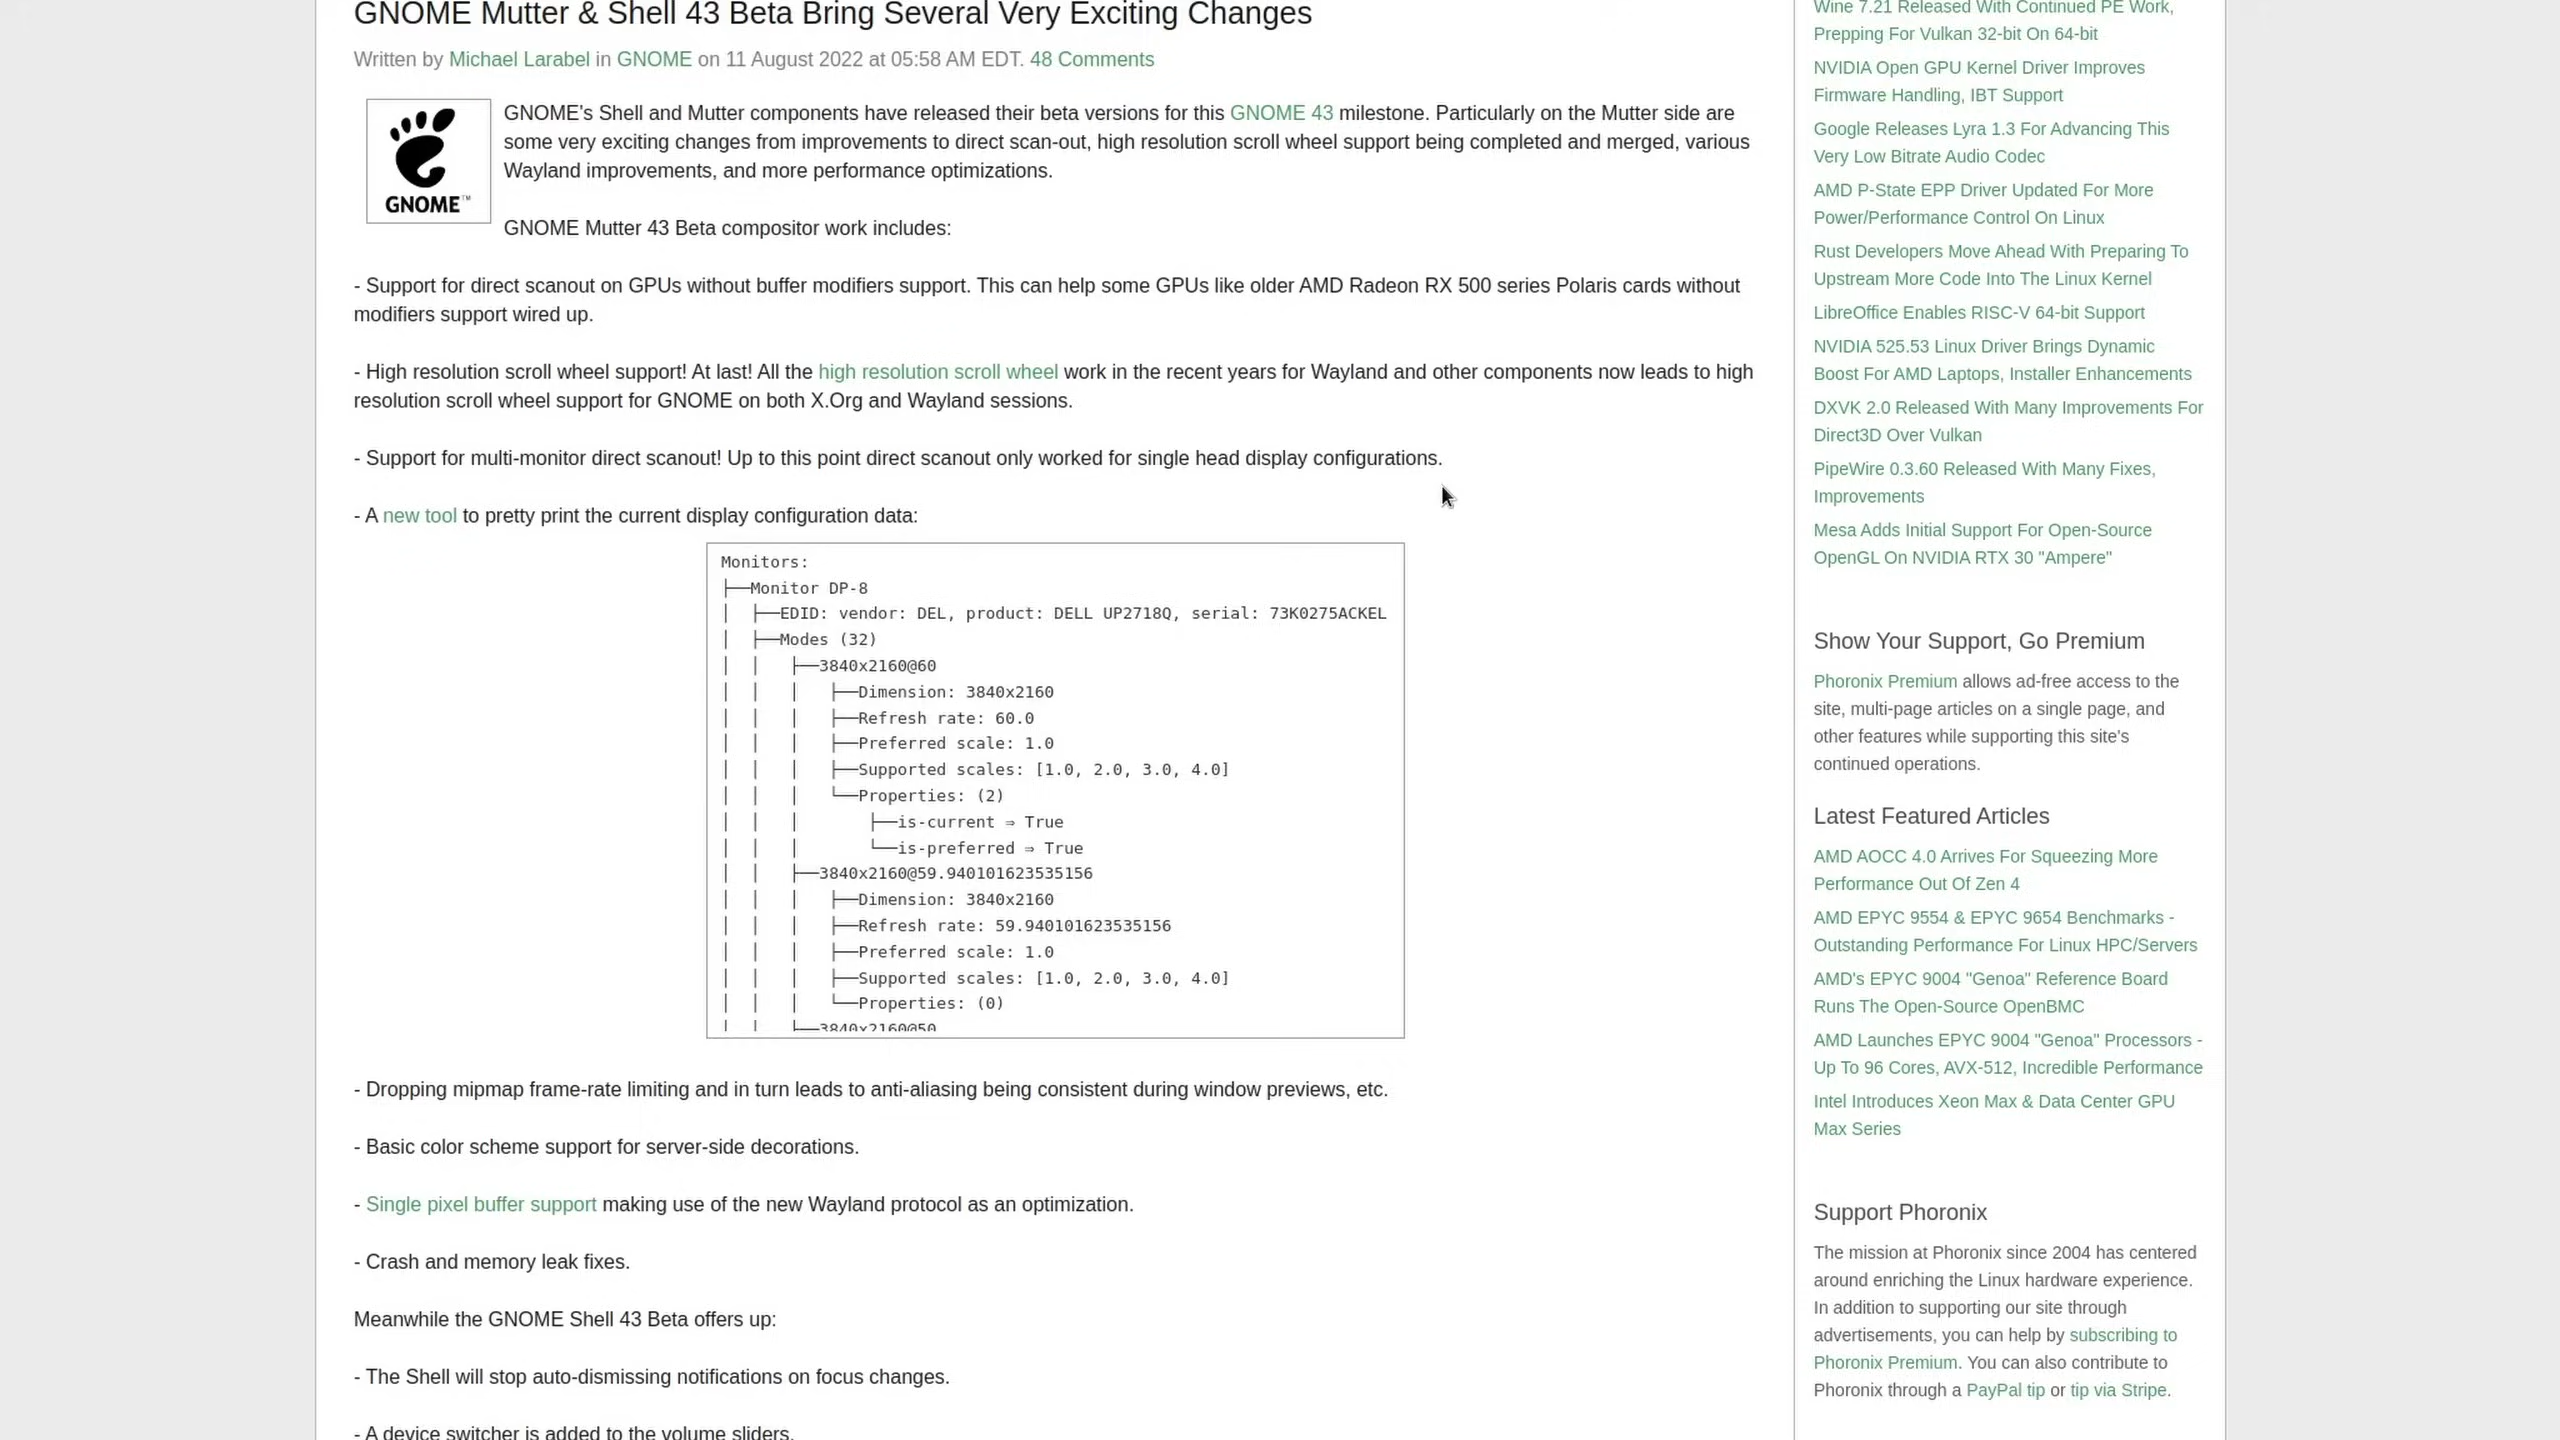 GNOME Mutter & Shell 43 Beta Bring Several Very Exciting Changes
Written by Michael Larabel in GNOME on 11 August 2022 at 05:58 AM EDT. 48 Comments
GNOME™
GNOME's Shell and Mutter components have released their beta versions for this GNOME 43 milestone. Particularly on the Mutter side are
some very exciting changes from improvements to direct scan-out, high resolution scroll wheel support being completed and merged, various
Wayland improvements, and more performance optimizations.
GNOME Mutter 43 Beta compositor work includes:
- Support for direct scanout on GPUs without buffer modifiers support. This can help some GPUs like older AMD Radeon RX 500 series Polaris cards without
modifiers support wired up.
- High resolution scroll wheel support! At last! All the high resolution scroll wheel work in the recent years for Wayland and other components now leads to high
resolution scroll wheel support for GNOME on both X.Org and Wayland sessions.
- Support for multi-monitor direct scanout! Up to this point direct scanout only worked for single head display configurations.
- A new tool to pretty print the current display configuration data:
Monitors:
├──Monitor DP-8
│  ├──EDID: vendor: DEL, product: DELL UP2718Q, serial: 73K0275ACKEL
│  ├──Modes (32)
│  │   ├──3840x2160@60
│  │   │   ├──Dimension: 3840x2160
│  │   │   ├──Refresh rate: 60.0
│  │   │   ├──Preferred scale: 1.0
│  │   │   ├──Supported scales: [1.0, 2.0, 3.0, 4.0]
│  │   │   └──Properties: (2)
│  │   │       ├──is-current ⇒ True
│  │   │       └──is-preferred ⇒ True
│  │   ├──3840x2160@59.940101623535156
│  │   │   ├──Dimension: 3840x2160
│  │   │   ├──Refresh rate: 59.940101623535156
│  │   │   ├──Preferred scale: 1.0
│  │   │   ├──Supported scales: [1.0, 2.0, 3.0, 4.0]
│  │   │   └──Properties: (0)
│  │   ├──3840x2160@50
- Dropping mipmap frame-rate limiting and in turn leads to anti-aliasing being consistent during window previews, etc.
- Basic color scheme support for server-side decorations.
- Single pixel buffer support making use of the new Wayland protocol as an optimization.
- Crash and memory leak fixes.
Meanwhile the GNOME Shell 43 Beta offers up:
- The Shell will stop auto-dismissing notifications on focus changes.
- A device switcher is added to the volume sliders.
Wine 7.21 Released With Continued PE Work,
Prepping For Vulkan 32-bit On 64-bit
NVIDIA Open GPU Kernel Driver Improves
Firmware Handling, IBT Support
Google Releases Lyra 1.3 For Advancing This
Very Low Bitrate Audio Codec
AMD P-State EPP Driver Updated For More
Power/Performance Control On Linux
Rust Developers Move Ahead With Preparing To
Upstream More Code Into The Linux Kernel
LibreOffice Enables RISC-V 64-bit Support
NVIDIA 525.53 Linux Driver Brings Dynamic
Boost For AMD Laptops, Installer Enhancements
DXVK 2.0 Released With Many Improvements For
Direct3D Over Vulkan
PipeWire 0.3.60 Released With Many Fixes,
Improvements
Mesa Adds Initial Support For Open-Source
OpenGL On NVIDIA RTX 30 "Ampere"
Show Your Support, Go Premium
Phoronix Premium allows ad-free access to the
site, multi-page articles on a single page, and
other features while supporting this site's
continued operations.
Latest Featured Articles
AMD AOCC 4.0 Arrives For Squeezing More
Performance Out Of Zen 4
AMD EPYC 9554 & EPYC 9654 Benchmarks -
Outstanding Performance For Linux HPC/Servers
AMD's EPYC 9004 "Genoa" Reference Board
Runs The Open-Source OpenBMC
AMD Launches EPYC 9004 "Genoa" Processors -
Up To 96 Cores, AVX-512, Incredible Performance
Intel Introduces Xeon Max & Data Center GPU
Max Series
Support Phoronix
The mission at Phoronix since 2004 has centered
around enriching the Linux hardware experience.
In addition to supporting our site through
advertisements, you can help by subscribing to
Phoronix Premium. You can also contribute to
Phoronix through a PayPal tip or tip via Stripe.